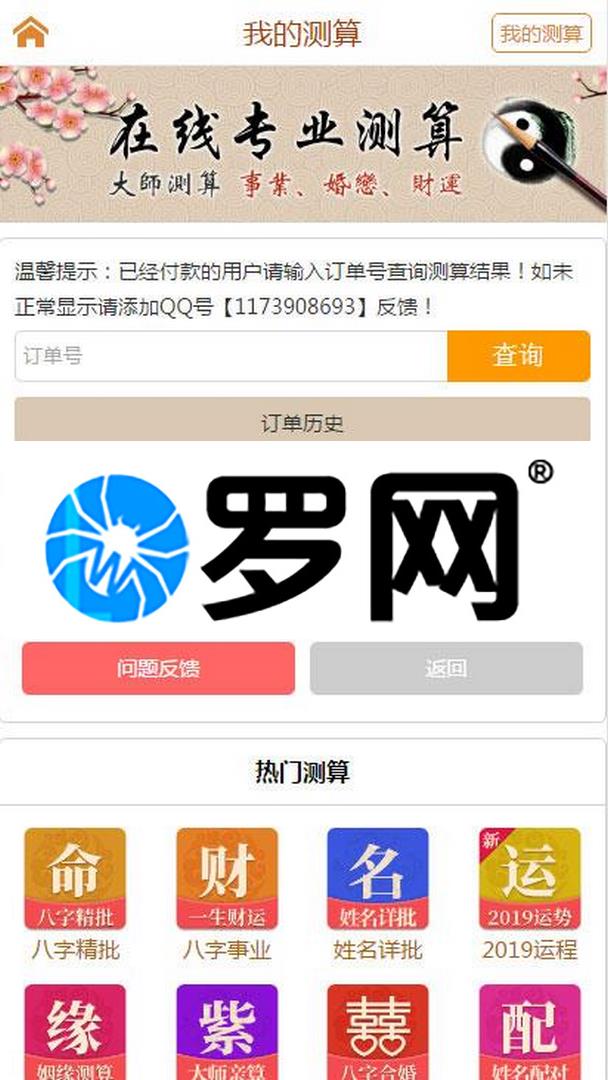 我的测算
我的测算
在线专业测算
大師測算 事業、婚戀、財運
温馨提示：已经付款的用户请输入订单号查询测算结果！如未
正常显示请添加QQ号【1173908693】反馈！
订单号
查询
订单历史
罗网®
问题反馈
返回
热门测算
命
八字精批
八字精批
财
一生财运
八字事业
名
姓名详批
姓名详批
新
运
2019运势
2019运程
缘
姻缘测算
紫
大师亲算
囍
八字合婚
配
姓名配对